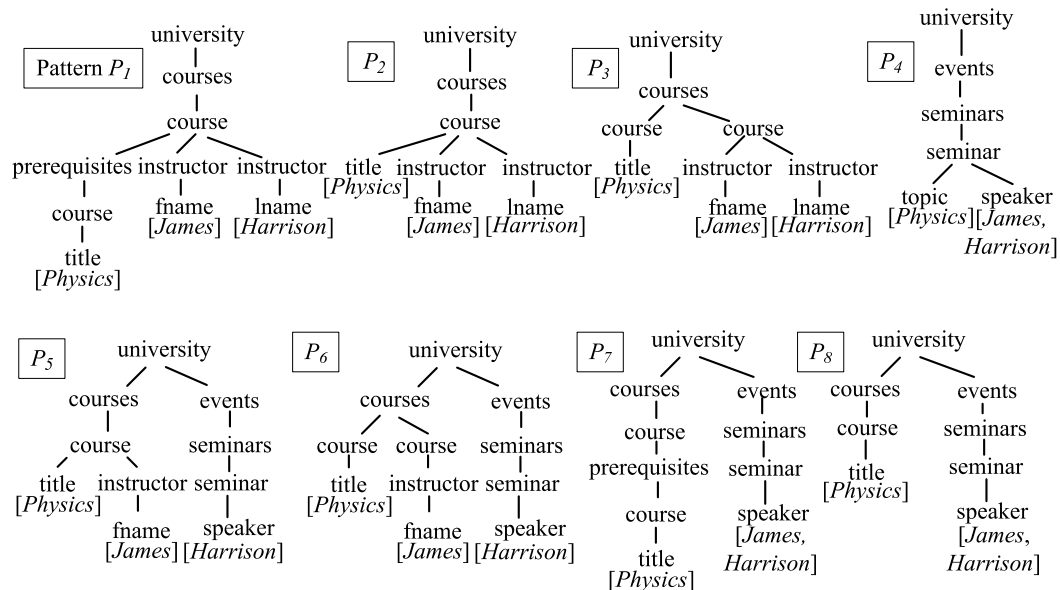 Pattern P1
university
courses
course
prerequisites instructor instructor
course fname lname
[James] [Harrison]
title
[Physics]
P2
university
courses
course
title instructor instructor
[Physics]
fname lname
[James] [Harrison]
P3
university
courses
course course
title instructor instructor
[Physics]
fname lname
[James] [Harrison]
P4
university
events
seminars
seminar
topic speaker
[Physics] [James,
Harrison]
P5
university
courses events
course seminars
title instructor seminar
[Physics]
fname speaker
[James] [Harrison]
P6
university
courses events
course course seminars
title instructor seminar
[Physics]
fname speaker
[James] [Harrison]
P7
university
courses events
course seminars
prerequisites seminar
course speaker
[James,
title Harrison]
[Physics]
P8
university
courses events
course seminars
title seminar
[Physics]
speaker
[James,
Harrison]